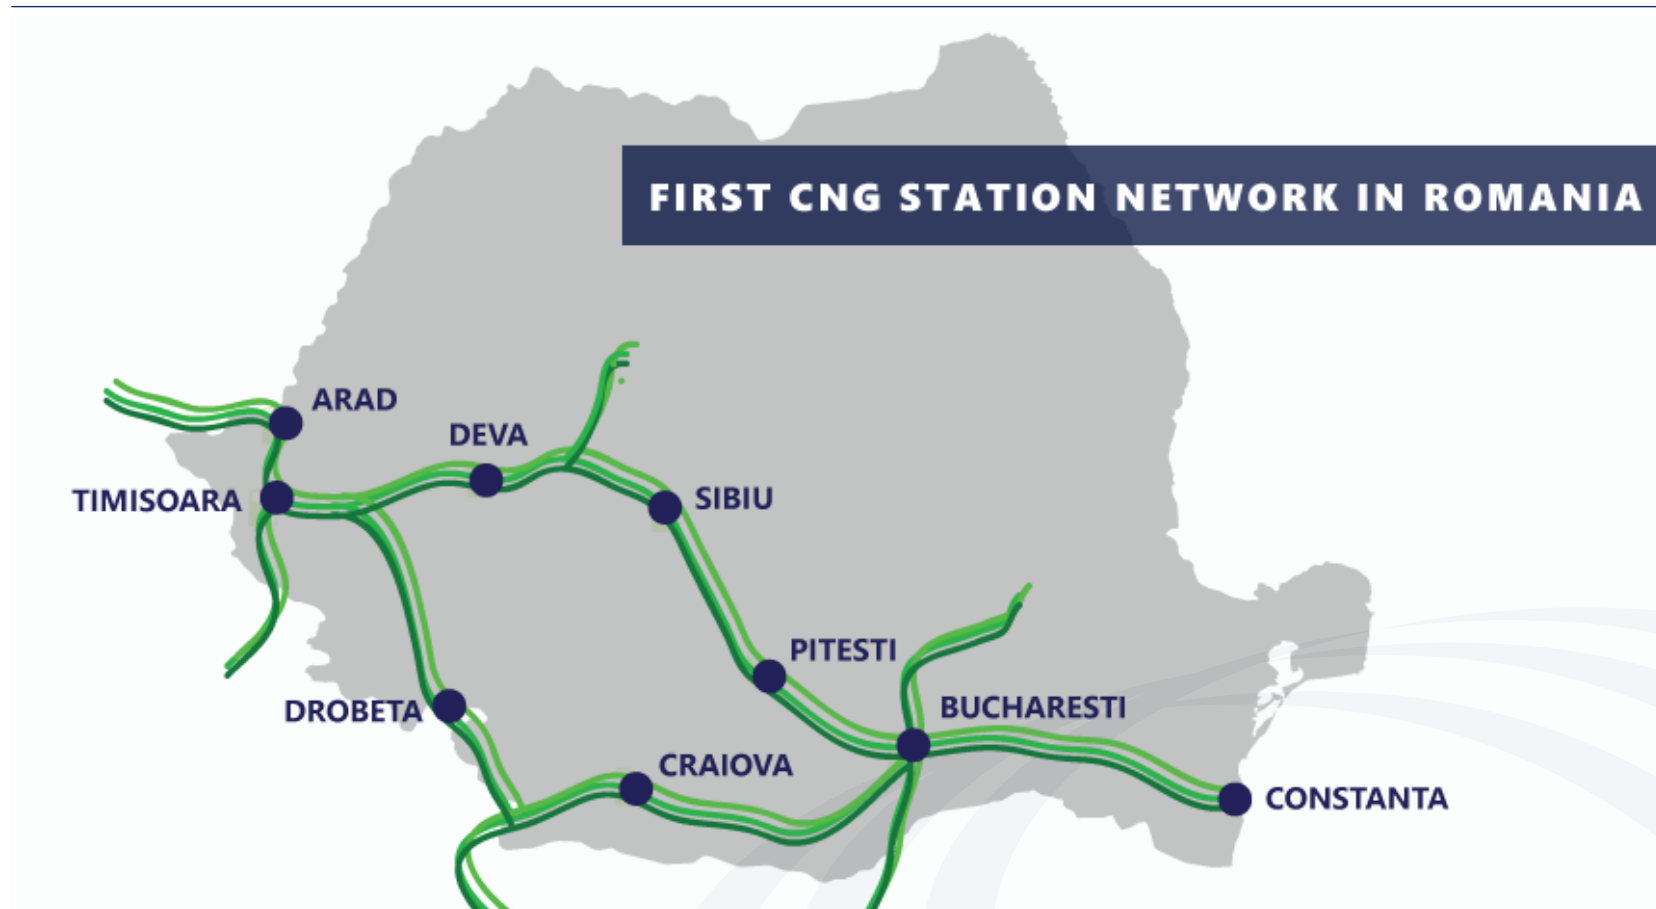 FIRST CNG STATION NETWORK IN ROMANIA
ARAD
DEVA
TIMISOARA
SIBIU
PITESTI
DROBETA
BUCHARESTI
CRAIOVA
CONSTANTA